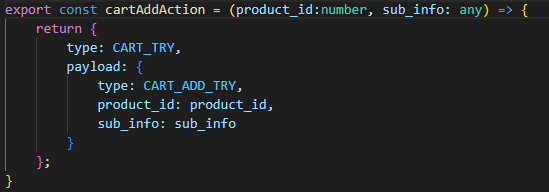 export const cartAddAction = (product_id:number, sub_info: any) => {
    return {
        type: CART_TRY,
        payload: {
            type: CART_ADD_TRY,
            product_id: product_id,
            sub_info: sub_info
        }
    };
}